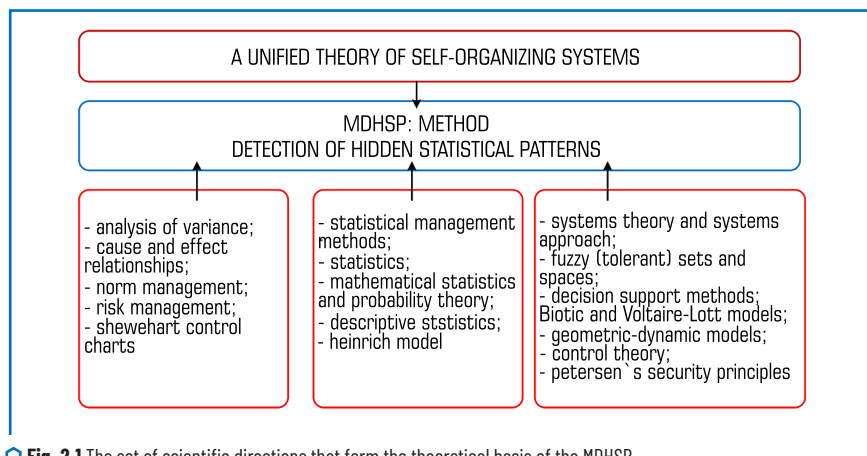 A UNIFIED THEORY OF SELF-ORGANIZING SYSTEMS
MDHSP: METHOD
DETECTION OF HIDDEN STATISTICAL PATTERNS
- analysis of variance;
- cause and effect
relationships;
- norm management;
- risk management;
- shewehart control
charts
- statistical management
methods;
- statistics;
- mathematical statistics
and probability theory;
- descriptive ststistics;
- heinrich model
- systems theory and systems
approach;
- fuzzy (tolerant) sets and
spaces;
- decision support methods;
Biotic and Voltaire-Lott models;
- geometric-dynamic models;
- control theory;
- petersen`s security principles
Fig. 2.1 The set of scientific directions that form the theoretical basis of the MDHSP